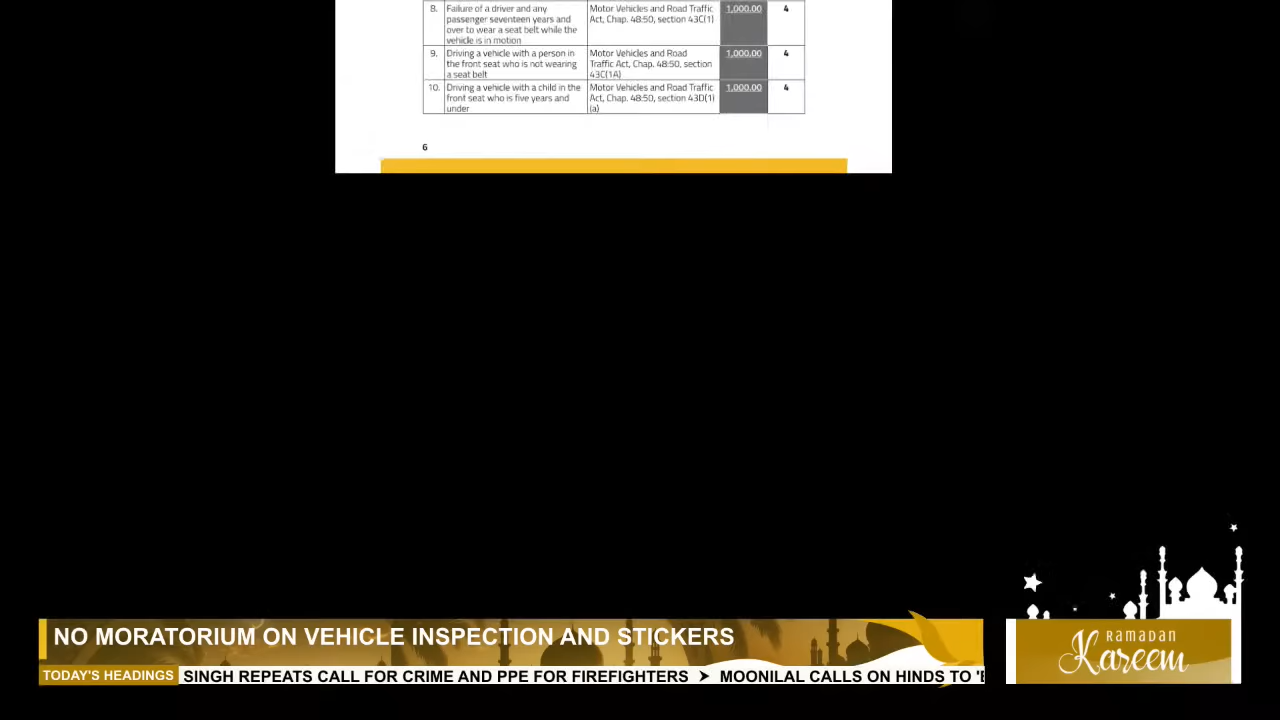 8. Failure of a driver and any Motor Vehicles and Road Traffic 1,000.00 4
passenger seventeen years and Act, Chap. 48:50, section 43C(1)
over to wear a seat belt while the
vehicle is in motion
9. Driving a vehicle with a person in Motor Vehicles and Road 1,000.00 4
the front seat who is not wearing Traffic Act, Chap. 48:50, section
a seat belt 43C(1A)
10. Driving a vehicle with a child in the Motor Vehicles and Road Traffic 1,000.00 4
front seat who is five years and Act, Chap. 48:50, section 43D(1)
under (a)
6
NO MORATORIUM ON VEHICLE INSPECTION AND STICKERS
TODAY'S HEADINGS SINGH REPEATS CALL FOR CRIME AND PPE FOR FIREFIGHTERS ➤ MOONILAL CALLS ON HINDS TO
RAMADAN
Kareem